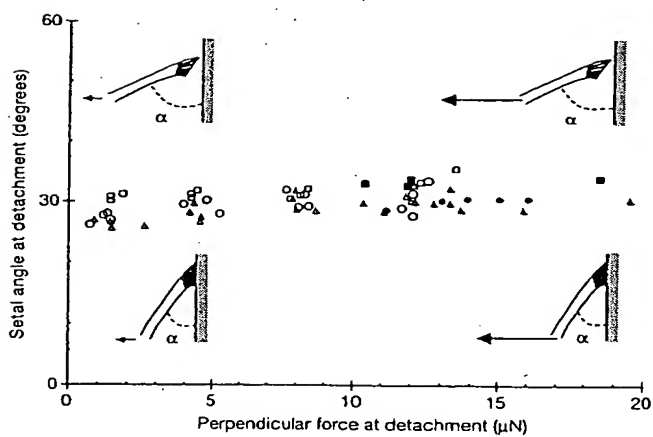 60
Setal angle at detachment (degrees)
α
α
30
α
α
0
0
5
10
15
20
Perpendicular force at detachment (μN)